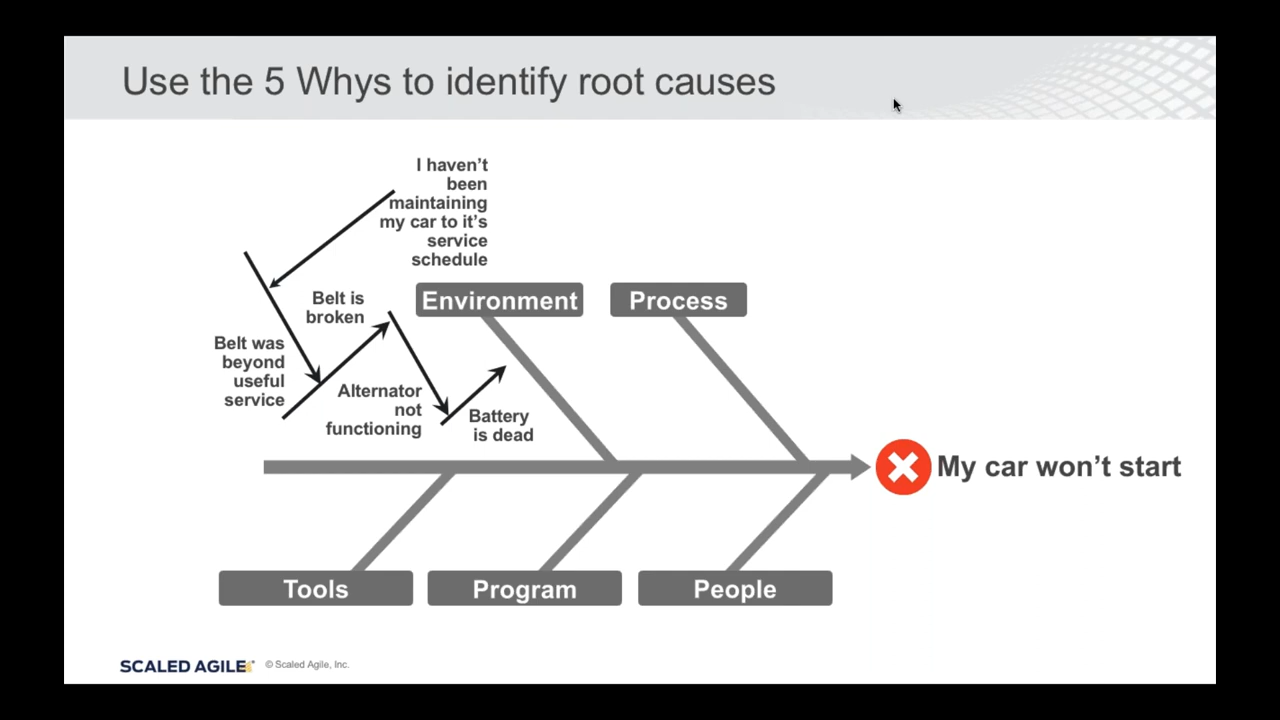 Use the 5 Whys to identify root causes
I haven't
been
maintaining
my car to it's
service
schedule
Environment
Process
Belt is
broken
Belt was
beyond
useful
service
Alternator
not
functioning
Battery
is dead
My car won't start
Tools
Program
People
SCALED AGILE
© Scaled Agile, Inc.